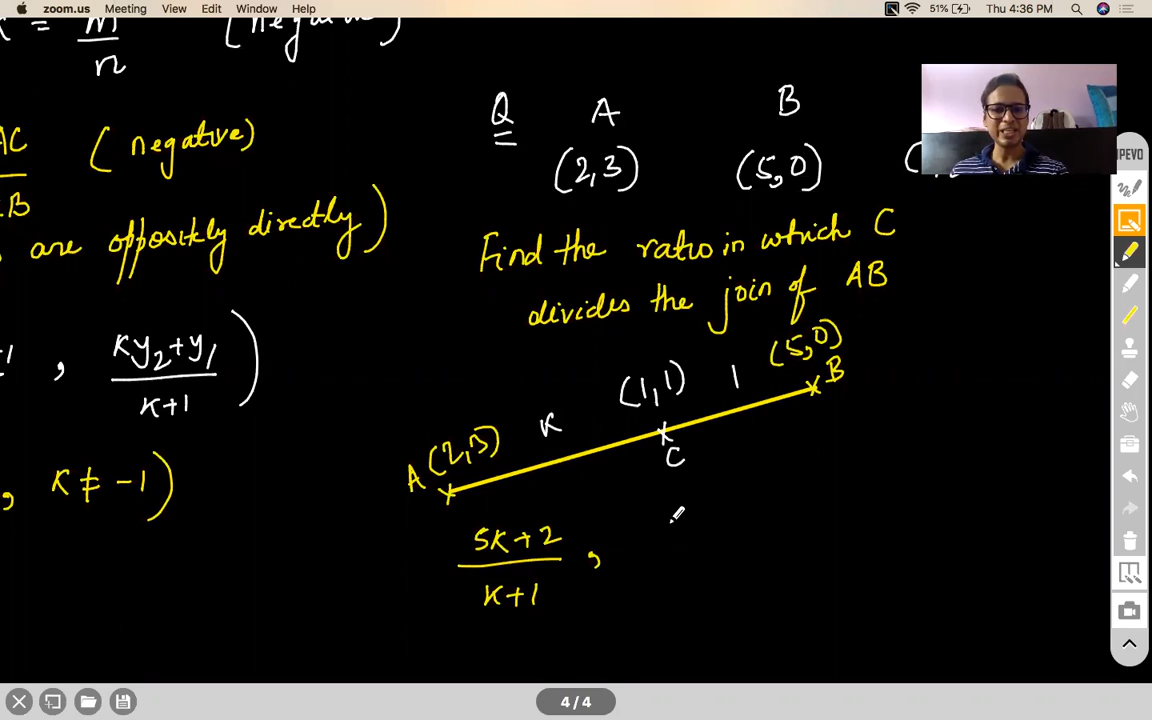 zoom.us Meeting View Edit Window Help 51% Thu 4:36 PM
= m/n (negative)
AC (negative)
are oppositely directly)
, Ky₂+y₁/K+1 )
, K ≠ -1)
Q A B
(2,3) (5,0) (
Find the ratio in which C
divides the join of AB
(5,0)
B
(1,1) 1
K
C
A (2,3)
5K+2/K+1 ,
IPEVO
4/4